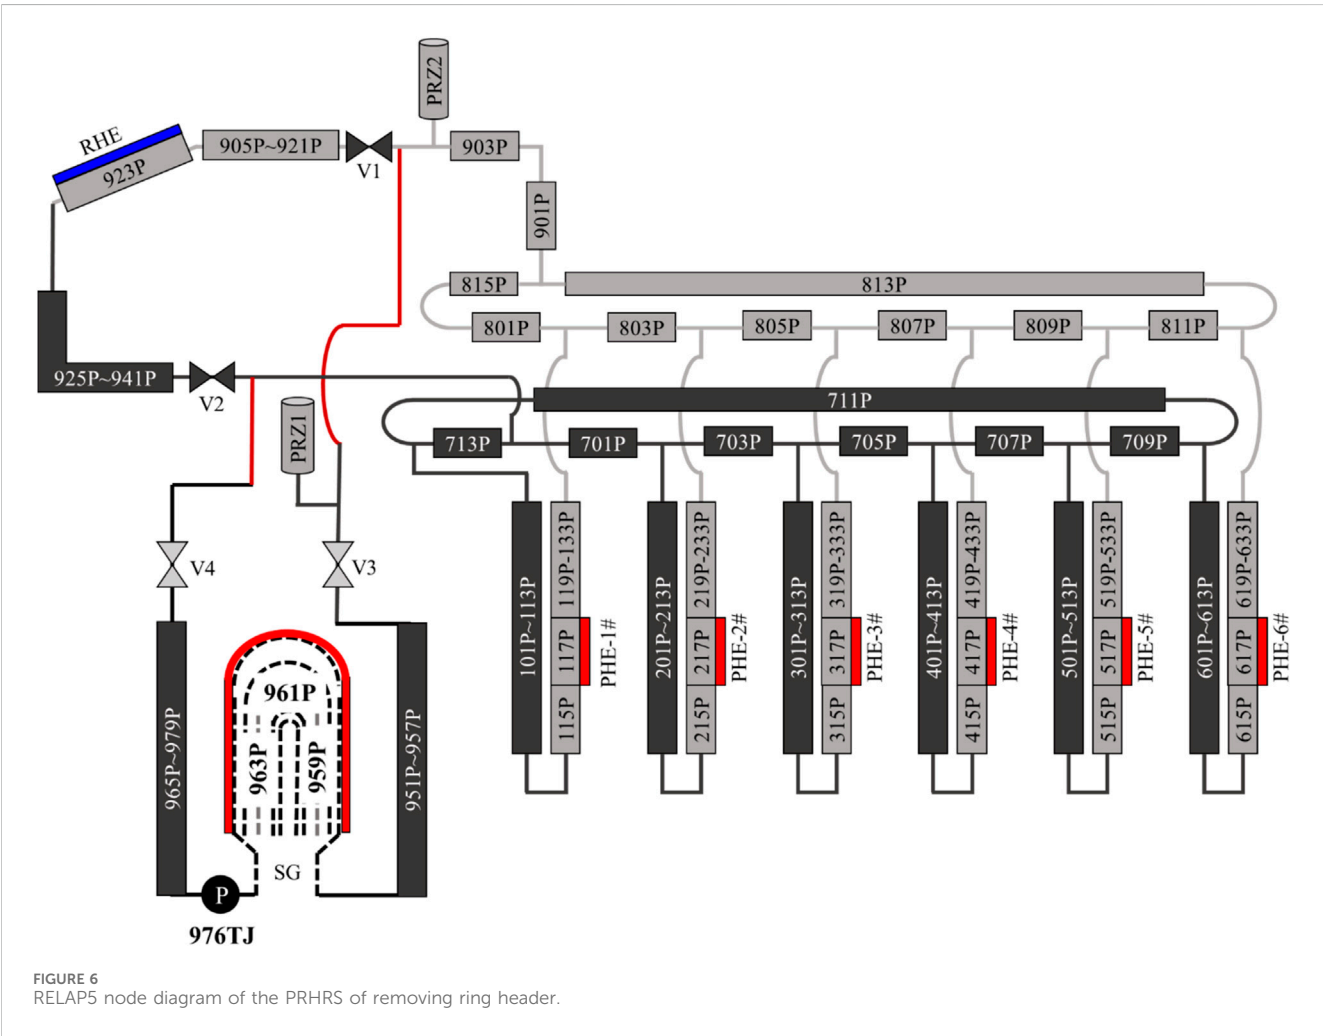 PRZ2
RHE
923P
905P~921P
V1
903P
901P
815P
813P
801P
803P
805P
807P
809P
811P
925P~941P
V2
711P
PRZ1
713P
701P
703P
705P
707P
709P
V4
V3
101P~113P
119P-133P
117P
115P
PHE-1#
201P~213P
219P-233P
217P
215P
PHE-2#
301P~313P
319P-333P
317P
315P
PHE-3#
401P~413P
419P-433P
417P
415P
PHE-4#
501P~513P
519P-533P
517P
515P
PHE-5#
601P~613P
619P-633P
617P
615P
PHE-6#
965P~979P
961P
963P
959P
951P~957P
SG
P
976TJ
FIGURE 6
RELAP5 node diagram of the PRHRS of removing ring header.